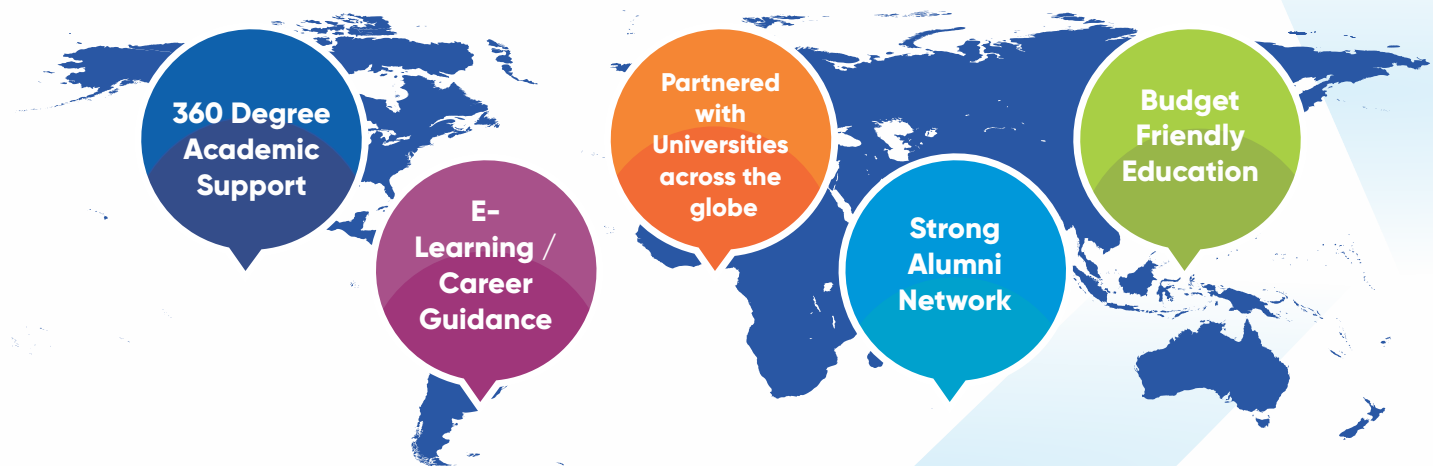 360 Degree
Academic
Support
E-
Learning /
Career
Guidance
Partnered
with
Universities
across the
globe
Strong
Alumni
Network
Budget
Friendly
Education